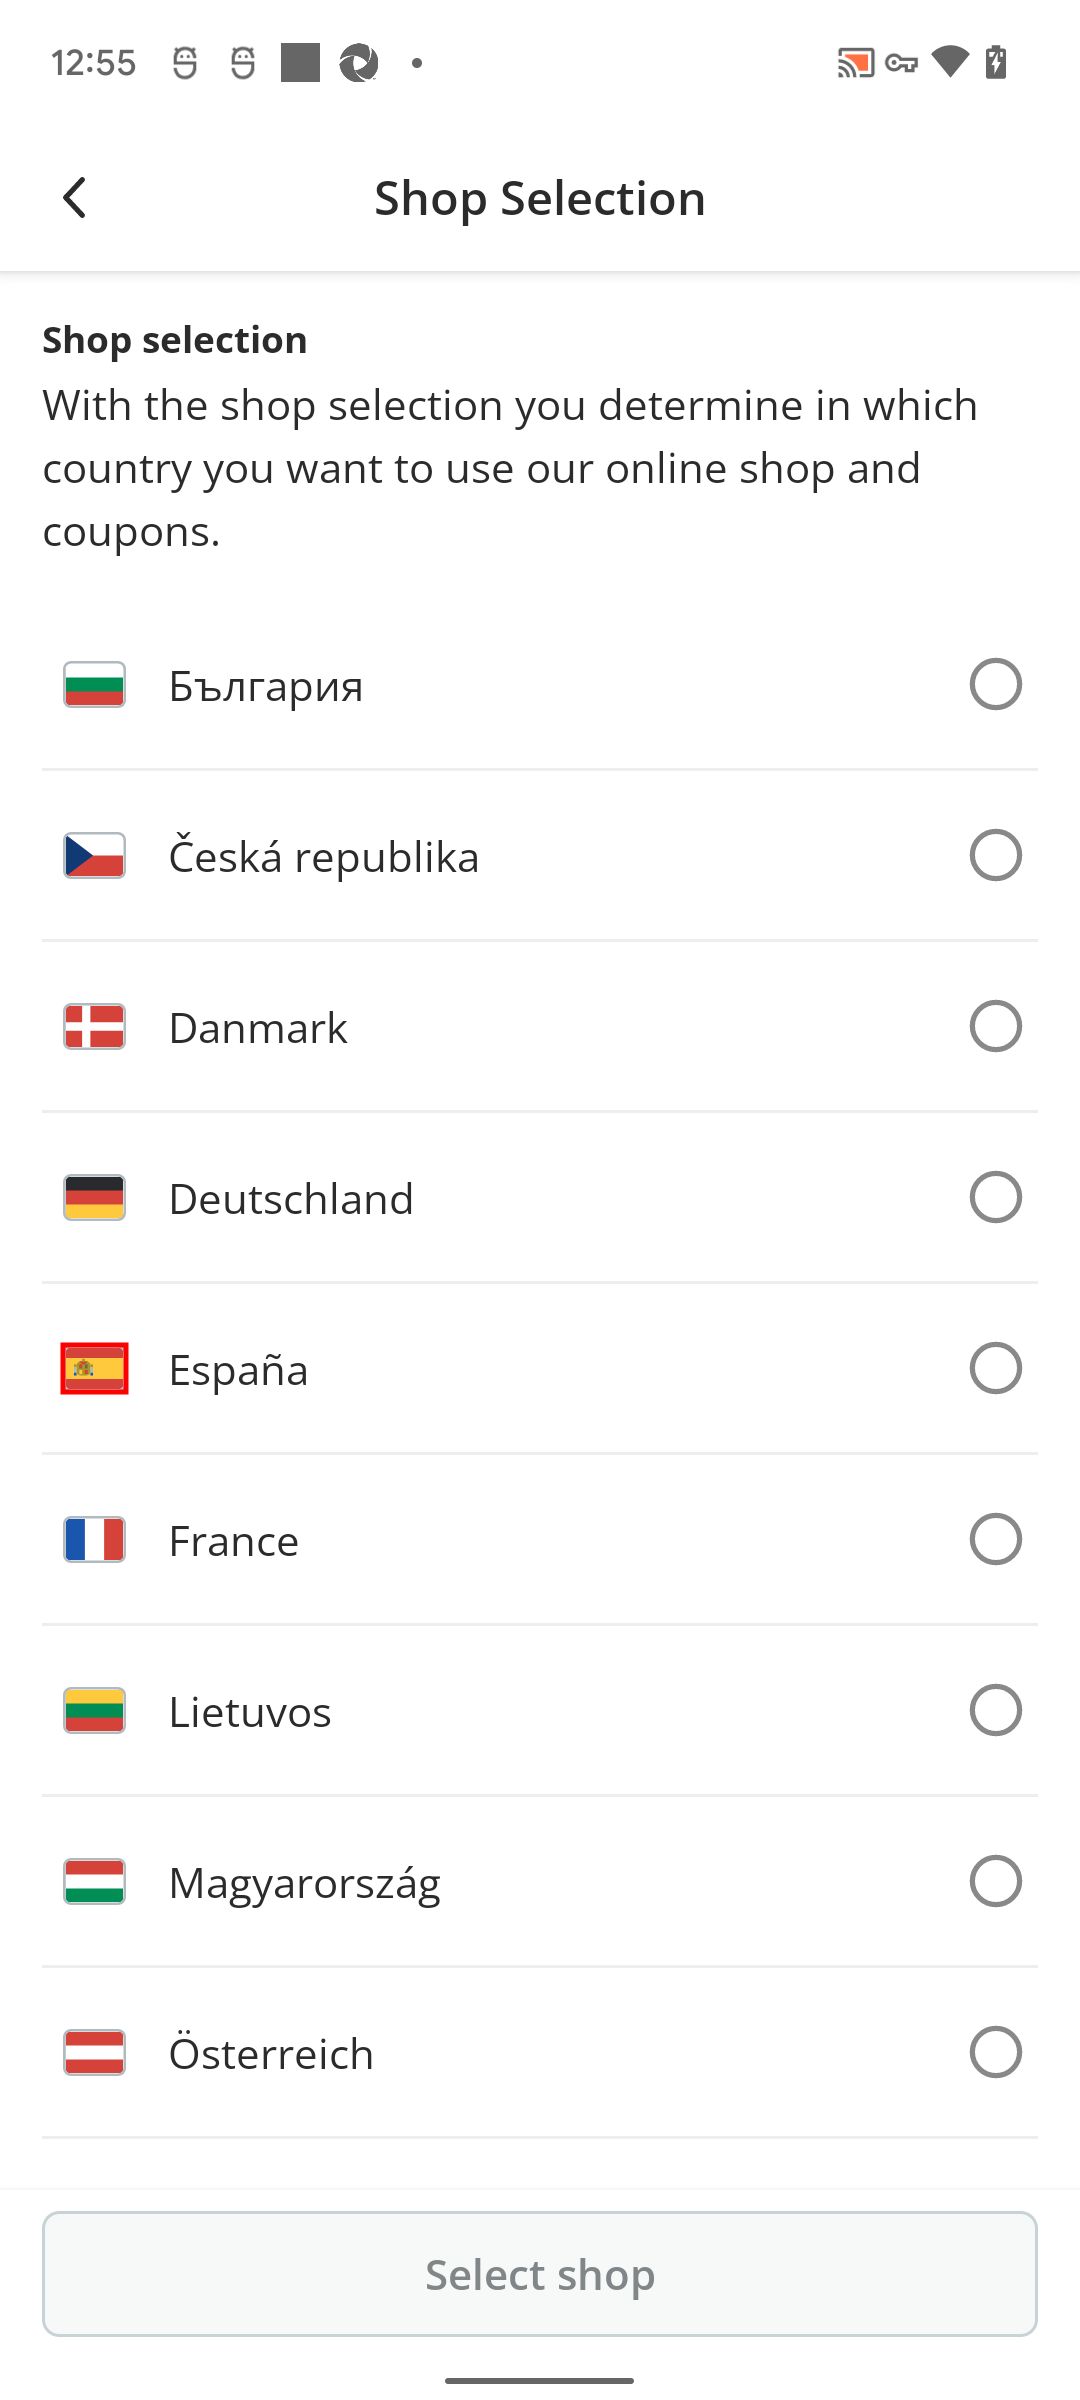 12:55
Shop Selection
Shop selection
With the shop selection you determine in which
country you want to use our online shop and
coupons.
България
Česká republika
Danmark
Deutschland
España
France
Lietuvos
Magyarország
Österreich
Select shop